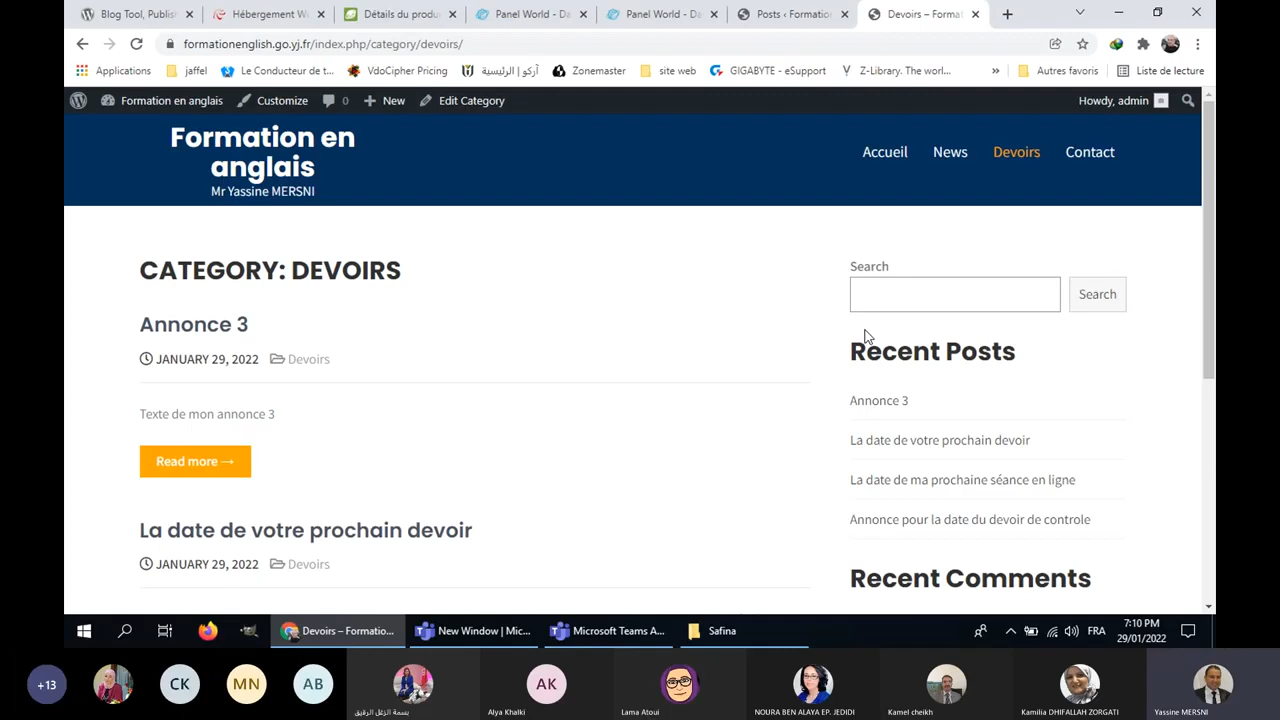 Blog Tool, Publish
Hébergement We
Détails du produ
Panel World - Da
Panel World - Da
Posts ‹ Formation
Devoirs – Format
formationenglish.go.yj.fr/index.php/category/devoirs/
Applications
jaffel
Le Conducteur de t...
VdoCipher Pricing
آركو | الرئيسية
Zonemaster
site web
GIGABYTE - eSupport
Z-Library. The worl...
»
Autres favoris
Liste de lecture
Formation en anglais
Customize
0
New
Edit Category
Howdy, admin
Formation en
anglais
Mr Yassine MERSNI
Accueil
News
Devoirs
Contact
CATEGORY: DEVOIRS
Annonce 3
JANUARY 29, 2022
Devoirs
Texte de mon annonce 3
Read more →
La date de votre prochain devoir
JANUARY 29, 2022
Devoirs
Search
Search
Recent Posts
Annonce 3
La date de votre prochain devoir
La date de ma prochaine séance en ligne
Annonce pour la date du devoir de controle
Recent Comments
Devoirs – Formatio...
New Window | Mic...
Microsoft Teams A...
Safina
FRA
7:10 PM
29/01/2022
+13
CK
MN
AB
بسمة الزغل الرفيق
AK
Alya Khalki
Lama Atoui
NOURA BEN ALAYA EP. JEDIDI
Kamel cheikh
Kamilia DHIFALLAH ZORGATI
Yassine MERSNI